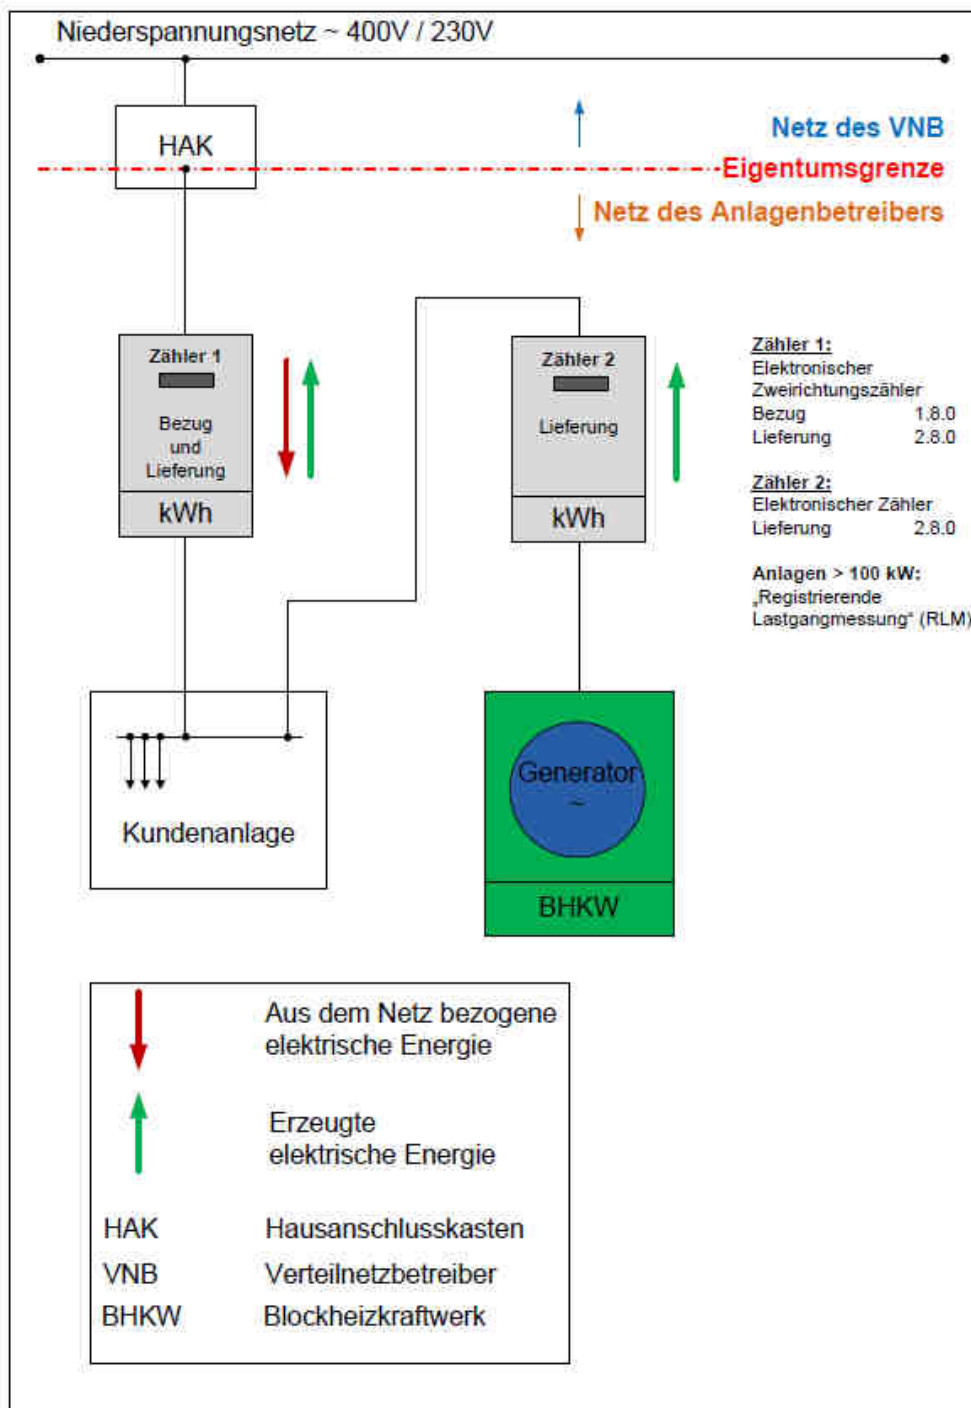 Niederspannungsnetz ~ 400V / 230V
HAK
Netz des VNB
Eigentumsgrenze
Netz des Anlagenbetreibers
Zähler 1
Bezug
und
Lieferung
kWh
Zähler 2
Lieferung
kWh
Zähler 1:
Elektronischer
Zweirichtungszähler
Bezug 1.8.0
Lieferung 2.8.0
Zähler 2:
Elektronischer Zähler
Lieferung 2.8.0
Anlagen > 100 kW:
„Registrierende
Lastgangmessung“ (RLM)
Kundenanlage
Generator
~
BHKW
Aus dem Netz bezogene
elektrische Energie
Erzeugte
elektrische Energie
HAK Hausanschlusskasten
VNB Verteilnetzbetreiber
BHKW Blockheizkraftwerk